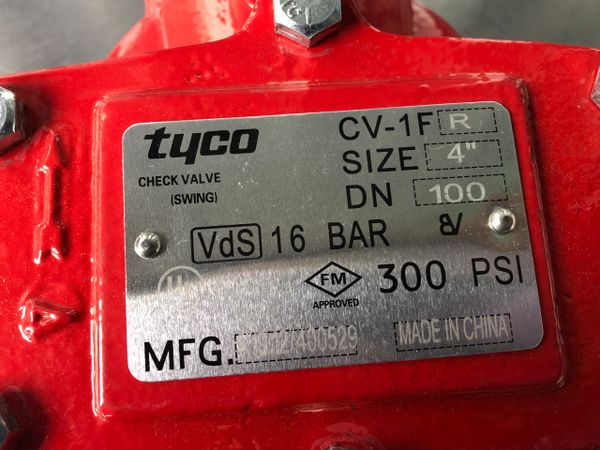 tyco
CV-1F R
CHECK VALVE
SIZE 4"
(SWING)
DN 100
VdS 16 BAR
UL
FM
300 PSI
APPROVED
MFG.
MADE IN CHINA